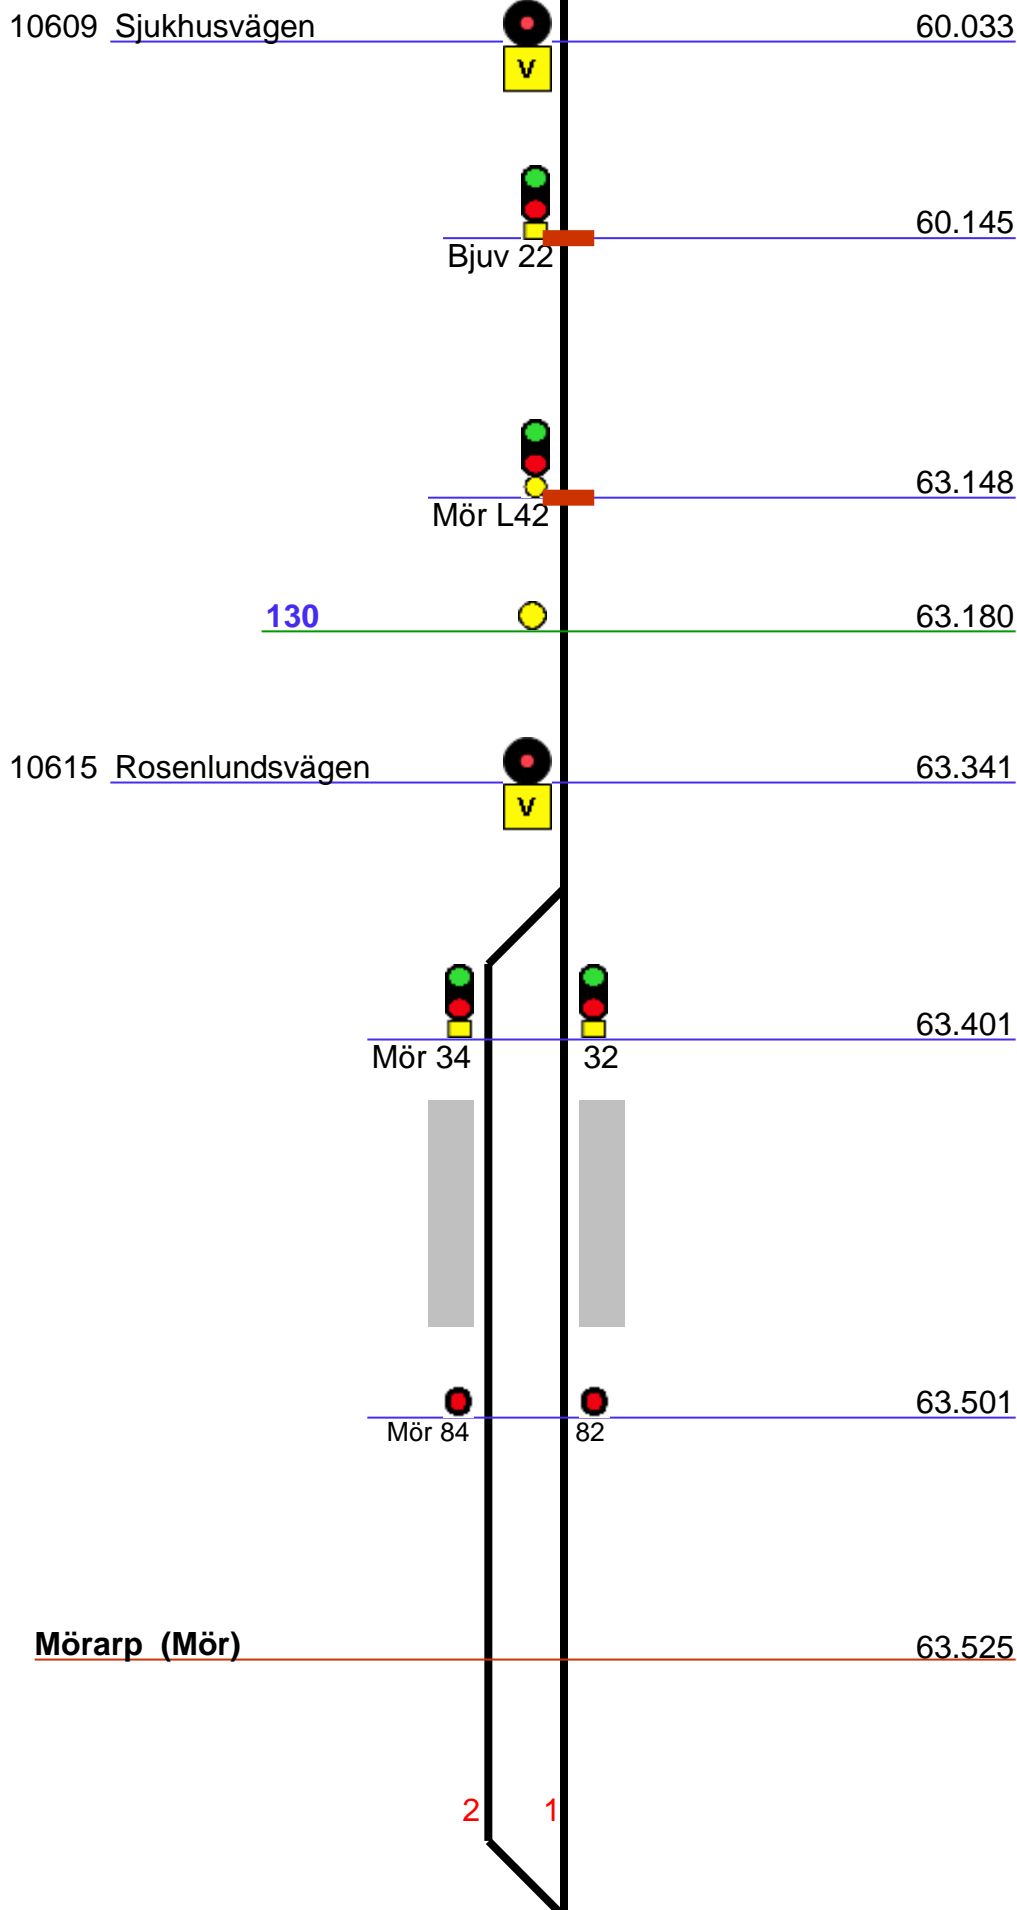 10609 Sjukhusvägen 60.033
V
60.145
Bjuv 22
63.148
Mör L42
130 63.180
10615 Rosenlundsvägen 63.341
V
63.401
Mör 34 32
63.501
Mör 84 82
Mörarp (Mör) 63.525
2 1